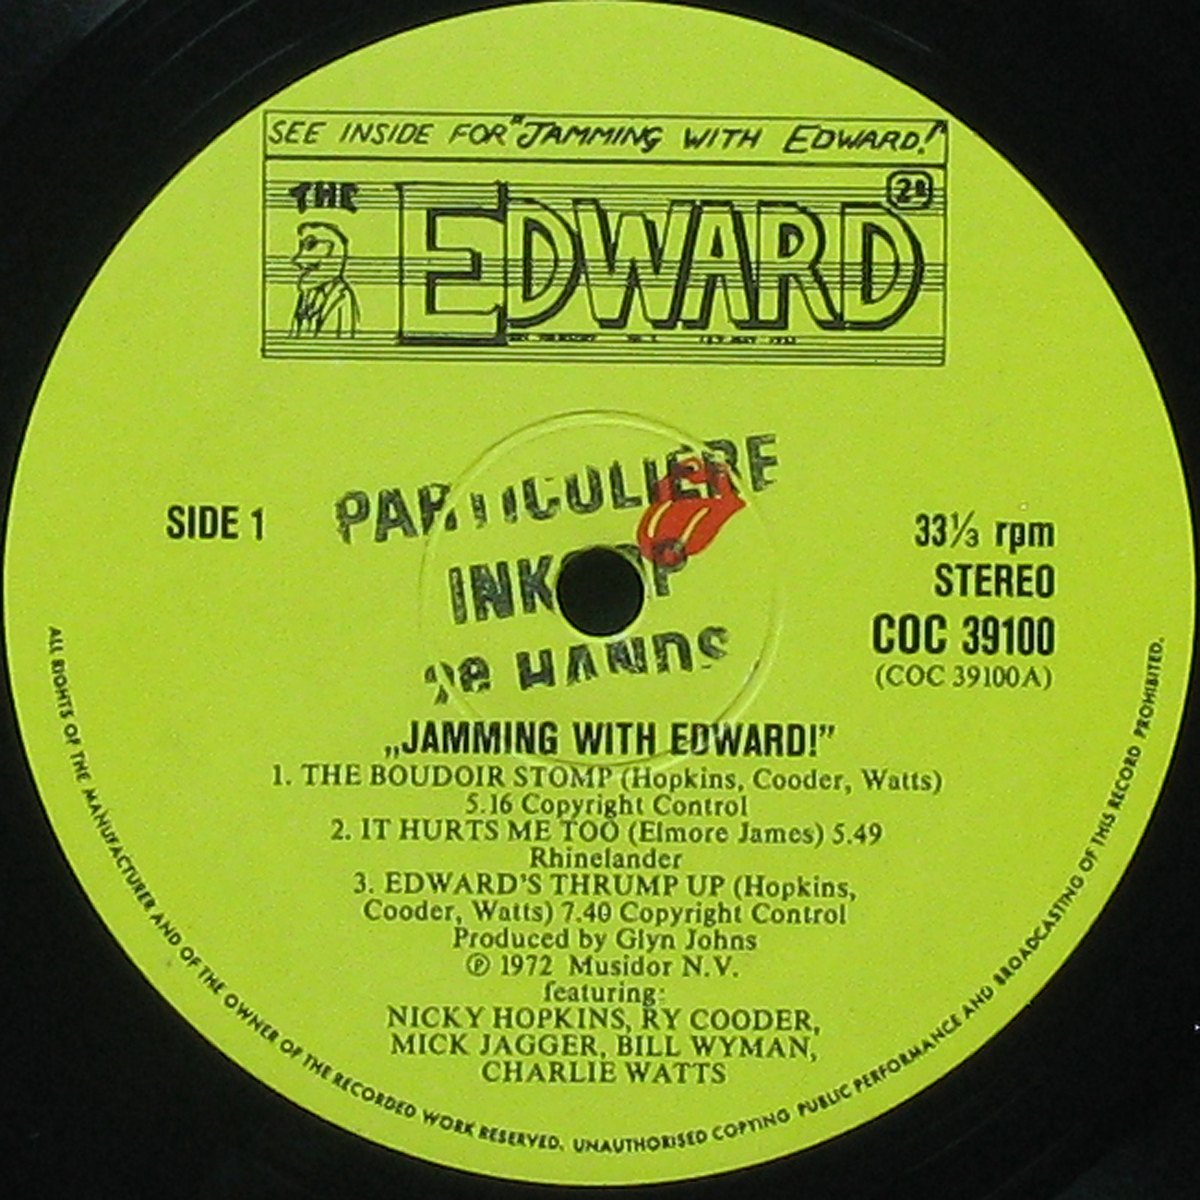 SEE INSIDE FOR "JAMMING WITH EDWARD!"
THE EDWARD
SIDE 1
PARTICULIERE
INKOOP
HANDS
33⅓ rpm
STEREO
COC 39100
(COC 39100A)
„JAMMING WITH EDWARD!”
1. THE BOUDOIR STOMP (Hopkins, Cooder, Watts)
5.16 Copyright Control
2. IT HURTS ME TOO (Elmore James) 5.49
Rhinelander
3. EDWARD'S THRUMP UP (Hopkins,
Cooder, Watts) 7.40 Copyright Control
Produced by Glyn Johns
℗ 1972 Musidor N.V.
featuring:
NICKY HOPKINS, RY COODER,
MICK JAGGER, BILL WYMAN,
CHARLIE WATTS
ALL RIGHTS OF THE MANUFACTURER AND OF THE OWNER OF THE RECORDED WORK RESERVED. UNAUTHORISED COPYING PUBLIC PERFORMANCE AND BROADCASTING OF THIS RECORD PROHIBITED.